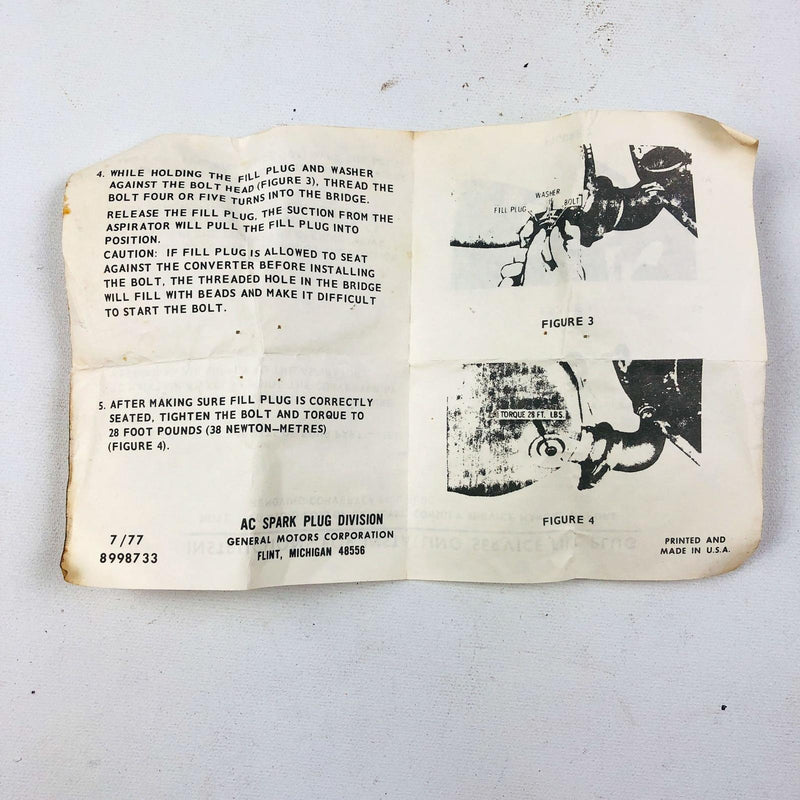 4. WHILE HOLDING THE FILL PLUG AND WASHER
AGAINST THE BOLT HEAD (FIGURE 3), THREAD THE
BOLT FOUR OR FIVE TURNS INTO THE BRIDGE.
RELEASE THE FILL PLUG, THE SUCTION FROM THE
ASPIRATOR WILL PULL THE FILL PLUG INTO
POSITION.
CAUTION: IF FILL PLUG IS ALLOWED TO SEAT
AGAINST THE CONVERTER BEFORE INSTALLING
THE BOLT, THE THREADED HOLE IN THE BRIDGE
WILL FILL WITH BEADS AND MAKE IT DIFFICULT
TO START THE BOLT.
5. AFTER MAKING SURE FILL PLUG IS CORRECTLY
SEATED, TIGHTEN THE BOLT AND TORQUE TO
28 FOOT POUNDS (38 NEWTON-METRES)
(FIGURE 4).
7/77
8998733
AC SPARK PLUG DIVISION
GENERAL MOTORS CORPORATION
FLINT, MICHIGAN 48556
WASHER
FILL PLUG
BOLT
FIGURE 3
TORQUE 28 FT. LBS.
FIGURE 4
PRINTED AND
MADE IN U.S.A.